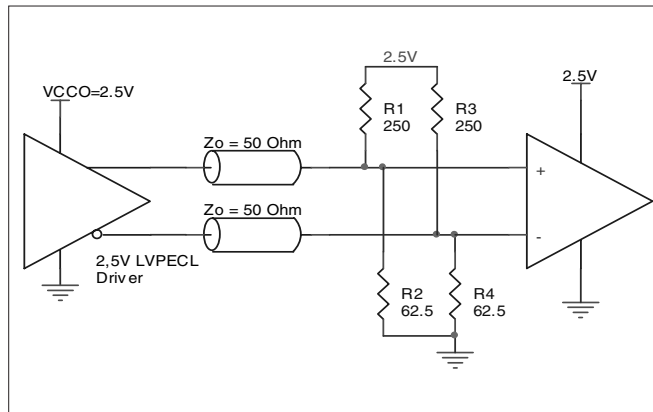 2.5V
VCCO=2.5V
2.5V
R1
250
R3
250
Zo = 50 Ohm
+
Zo = 50 Ohm
-
2,5V LVPECL
Driver
R2
62.5
R4
62.5